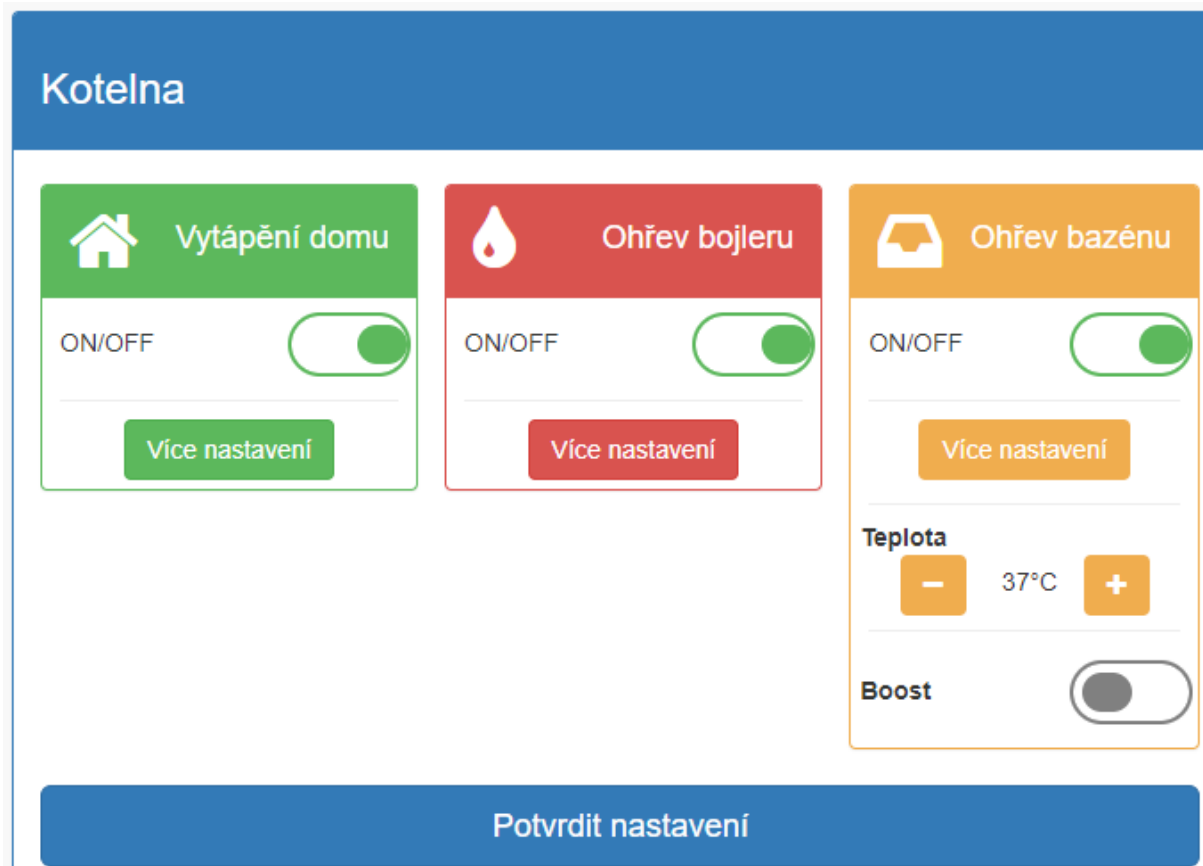 Kotelna
Vytápění domu
ON/OFF
Více nastavení
Ohřev bojleru
ON/OFF
Více nastavení
Ohřev bazénu
ON/OFF
Více nastavení
Teplota
− 37°C +
Boost
Potvrdit nastavení